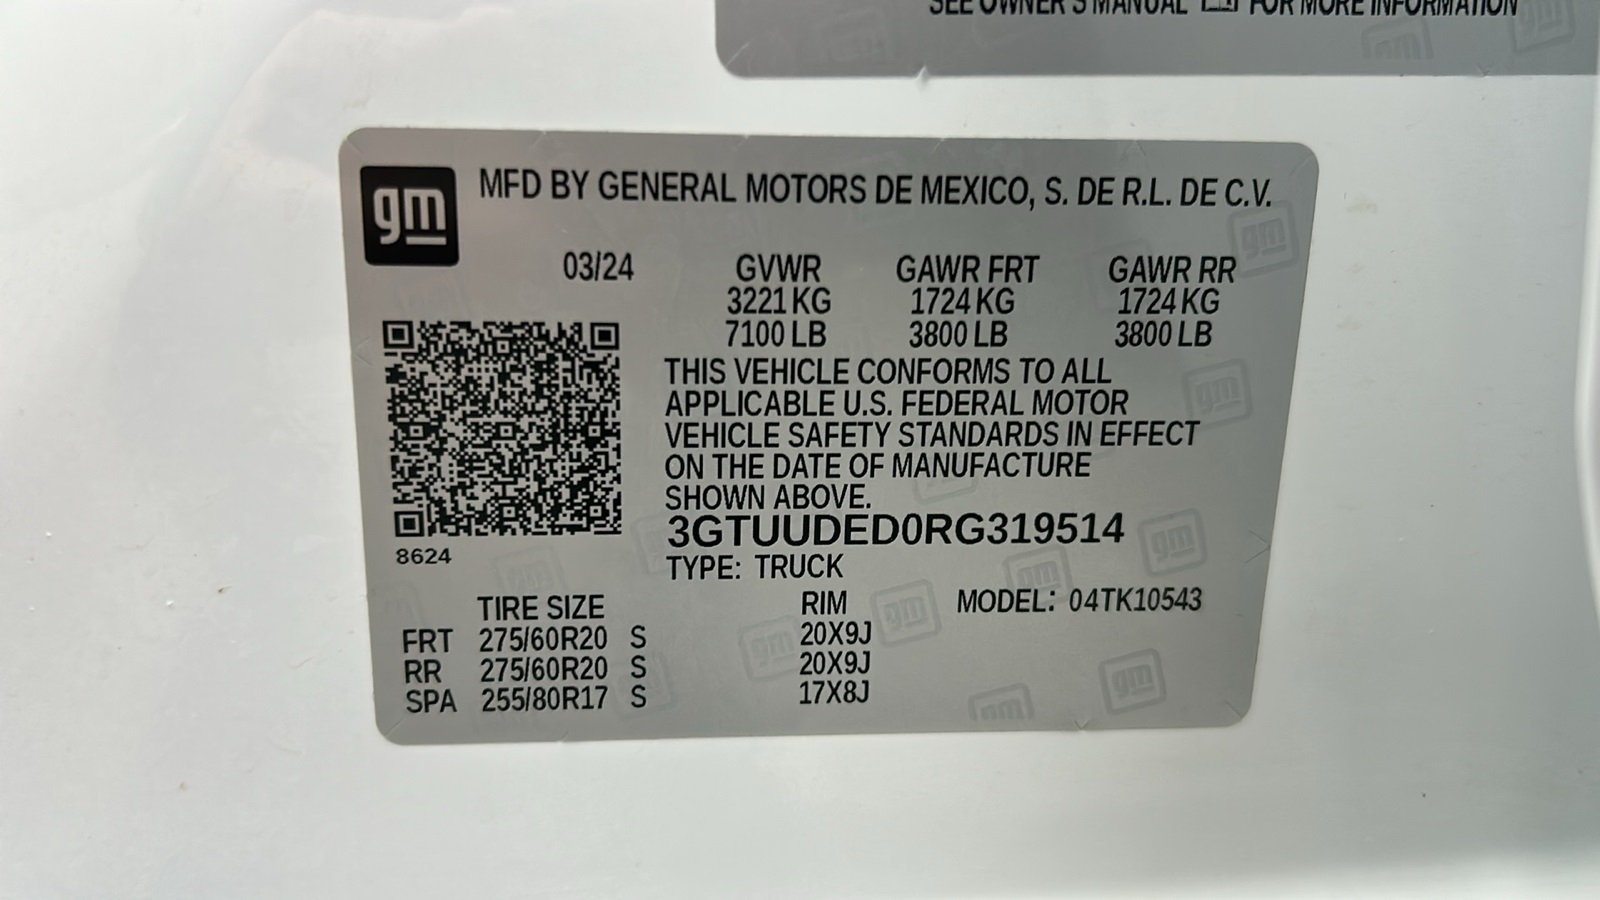 SEE OWNER'S MANUAL FOR MORE INFORMATION
gm MFD BY GENERAL MOTORS DE MEXICO, S. DE R.L. DE C.V.
03/24 GVWR GAWR FRT GAWR RR
3221 KG 1724 KG 1724 KG
7100 LB 3800 LB 3800 LB
THIS VEHICLE CONFORMS TO ALL
APPLICABLE U.S. FEDERAL MOTOR
VEHICLE SAFETY STANDARDS IN EFFECT
ON THE DATE OF MANUFACTURE
SHOWN ABOVE.
3GTUUDED0RG319514
8624
TYPE: TRUCK
TIRE SIZE RIM MODEL: 04TK10543
FRT 275/60R20 S 20X9J
RR 275/60R20 S 20X9J
SPA 255/80R17 S 17X8J